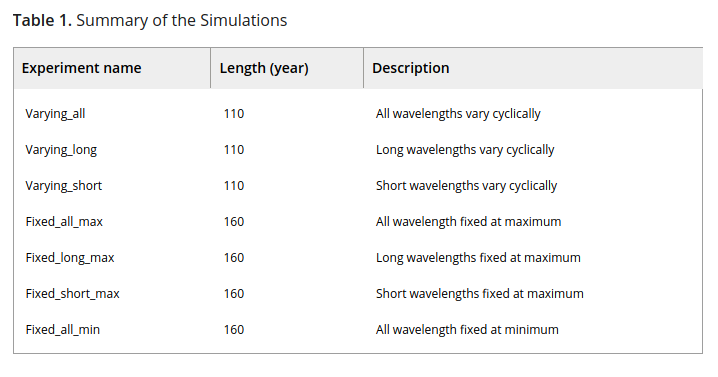 Table 1. Summary of the Simulations
Experiment name Length (year) Description
Varying_all 110 All wavelengths vary cyclically
Varying_long 110 Long wavelengths vary cyclically
Varying_short 110 Short wavelengths vary cyclically
Fixed_all_max 160 All wavelength fixed at maximum
Fixed_long_max 160 Long wavelengths fixed at maximum
Fixed_short_max 160 Short wavelengths fixed at maximum
Fixed_all_min 160 All wavelength fixed at minimum